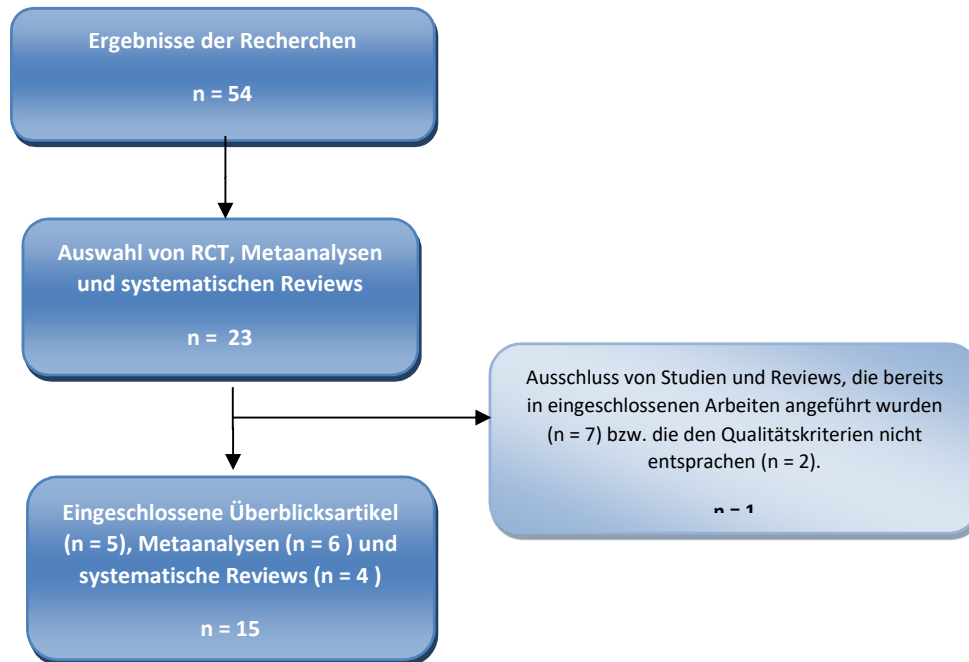 Ergebnisse der Recherchen
n = 54
Auswahl von RCT, Metaanalysen
und systematischen Reviews
n =  23
Ausschluss von Studien und Reviews, die bereits
in eingeschlossenen Arbeiten angeführt wurden
(n = 7) bzw. die den Qualitätskriterien nicht
entsprachen (n = 2).
n = 1
Eingeschlossene Überblicksartikel
(n = 5), Metaanalysen (n = 6 ) und
systematische Reviews (n = 4 )
n = 15